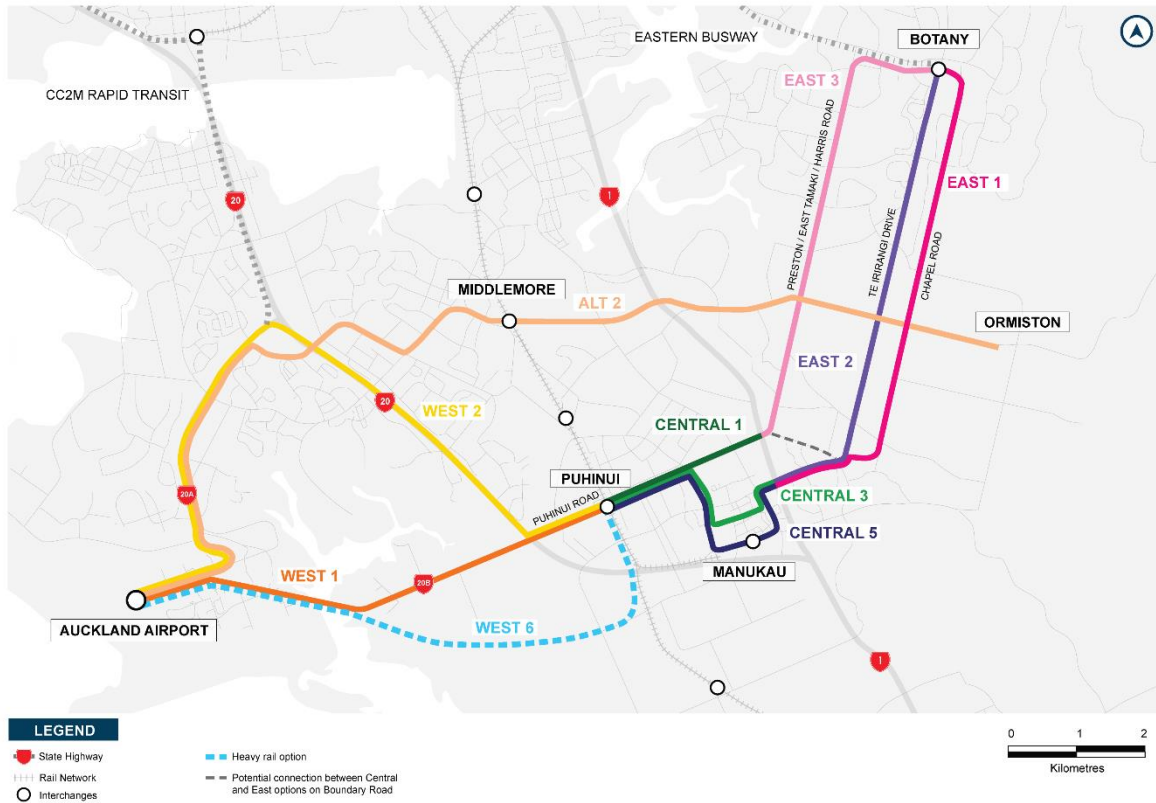 BOTANY
EASTERN BUSWAY
CC2M RAPID TRANSIT
EAST 3
PRESTON / EAST TAMAKI / HARRIS ROAD
TE IRIRANGI DRIVE
CHAPEL ROAD
EAST 1
20
1
MIDDLEMORE
ALT 2
ORMISTON
EAST 2
20
WEST 2
CENTRAL 1
PUHINUI
20A
PUHINUI ROAD
CENTRAL 3
CENTRAL 5
MANUKAU
WEST 1
20B
AUCKLAND AIRPORT
WEST 6
1
LEGEND
State Highway
Rail Network
Interchanges
Heavy rail option
Potential connection between Central
and East options on Boundary Road
0 1 2
Kilometres